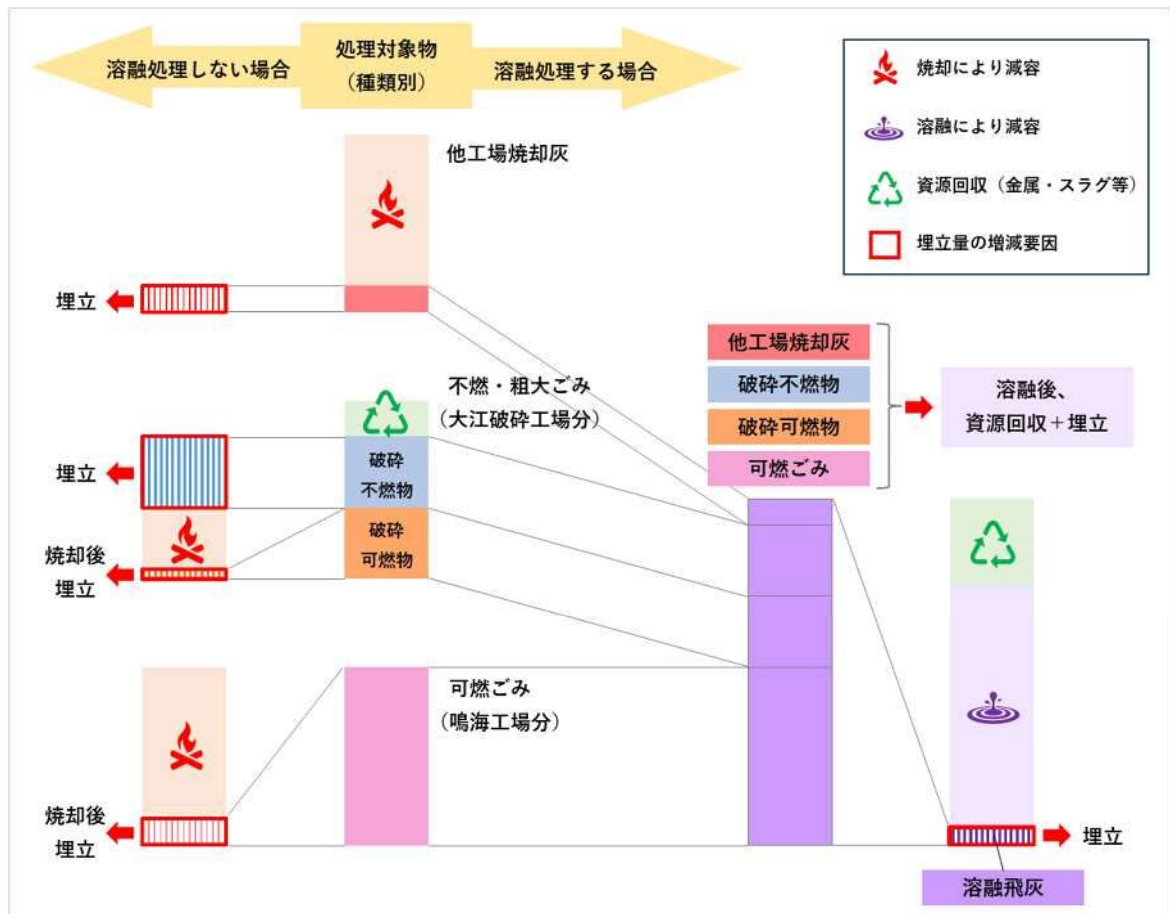 溶融処理しない場合
処理対象物
（種類別）
溶融処理する場合
焼却により減容
溶融により減容
資源回収（金属・スラグ等）
埋立量の増減要因
他工場焼却灰
埋立
他工場焼却灰
破砕不燃物
破砕可燃物
可燃ごみ
溶融後、
資源回収＋埋立
不燃・粗大ごみ
（大江破砕工場分）
破砕
不燃物
埋立
破砕
可燃物
焼却後
埋立
可燃ごみ
（鳴海工場分）
焼却後
埋立
埋立
溶融飛灰